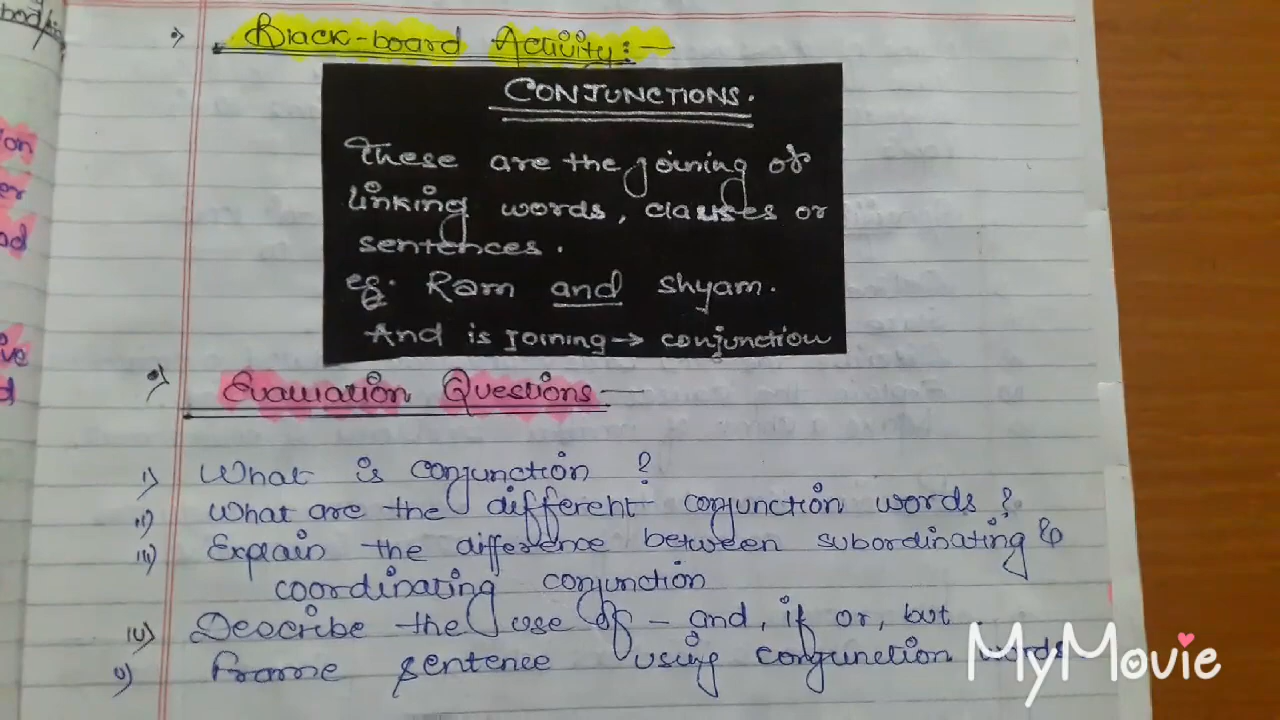 Black-board Activity:-
CONJUNCTIONS.
These are the joining of
linking words, clauses or
sentences.
eg. Ram and shyam.
And is joining → conjunction
Evaluation Questions —
i) What is conjunction ?
ii) What are the different conjunction words ?
iii) Explain the difference between subordinating &
coordinating conjunction
iv) Describe the use of - and, if or, but
v) Frame sentence using conjunction words
MyMovie
on
er
ve
d